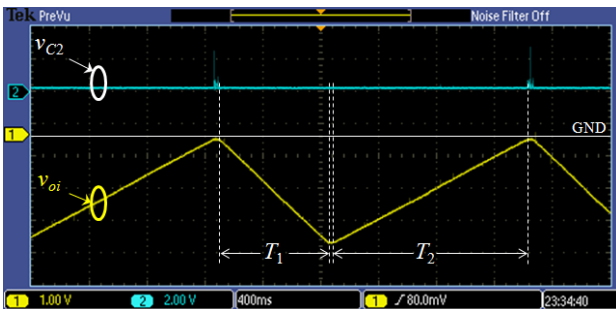 Tek PreVu Noise Filter Off
vC2
2
1
GND
voi
T1 T2
1 1.00 V 2 2.00 V 400ms 1 80.0mV 23:34:40